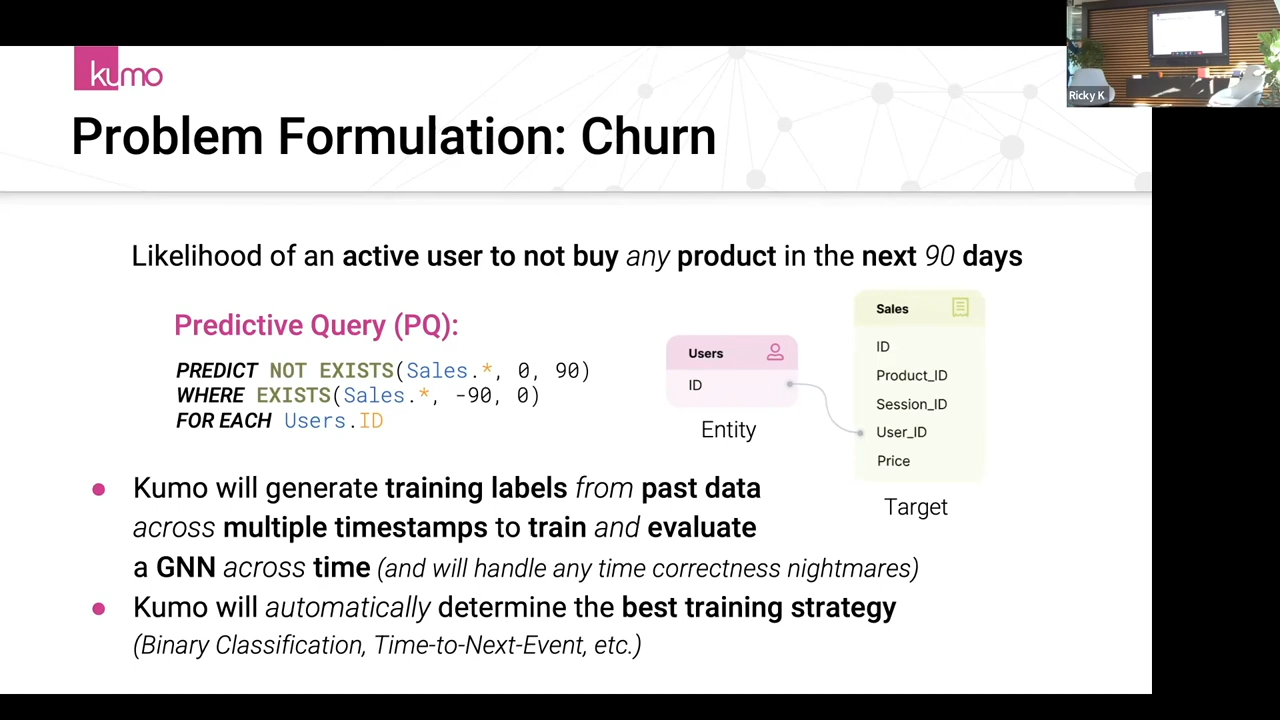 kumo
Ricky K
Problem Formulation: Churn
Likelihood of an active user to not buy any product in the next 90 days
Predictive Query (PQ):
PREDICT NOT EXISTS(Sales.*, 0, 90)
WHERE EXISTS(Sales.*, -90, 0)
FOR EACH Users.ID
Users
ID
Entity
Sales
ID
Product_ID
Session_ID
User_ID
Price
Target
Kumo will generate training labels from past data
across multiple timestamps to train and evaluate
a GNN across time (and will handle any time correctness nightmares)
Kumo will automatically determine the best training strategy
(Binary Classification, Time-to-Next-Event, etc.)